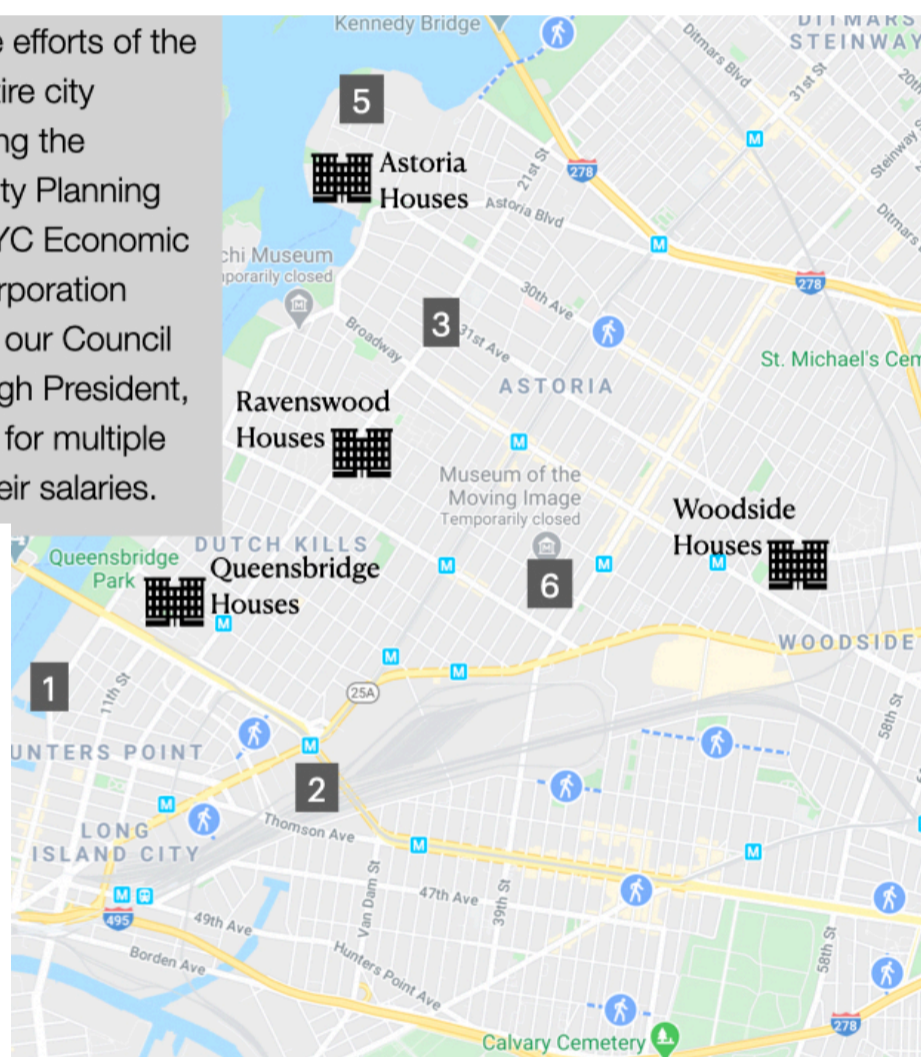 e efforts of the
tire city
ng the
ty Planning
YC Economic
rporation
our Council
gh President,
for multiple
eir salaries.
Kennedy Bridge
DITMARS
STEINWAY
Ditmars Blvd
31st St
20th
Steinway
5
M
Astoria
Houses
21st St
278
Astoria Blvd
Ditmars
M
chi Museum
mporarily closed
278
30th Ave
3
31st Ave
Broadway
St. Michael's Cem
ASTORIA
Ravenswood
Houses
M
Museum of the
Moving Image
Temporarily closed
Woodside
Houses
M
DUTCH KILLS
Queensbridge
Park
Queensbridge
Houses
M
M
M
6
WOODSIDE
M
M
25A
1
11th St
58th St
UNTERS POINT
M
2
M
Thomson Ave
LONG
ISLAND CITY
M
M
M
495
Van Dam St
47th Ave
39th St
49th Ave
Borden Ave
Hunters Point Ave
58th St
278
Calvary Cemetery